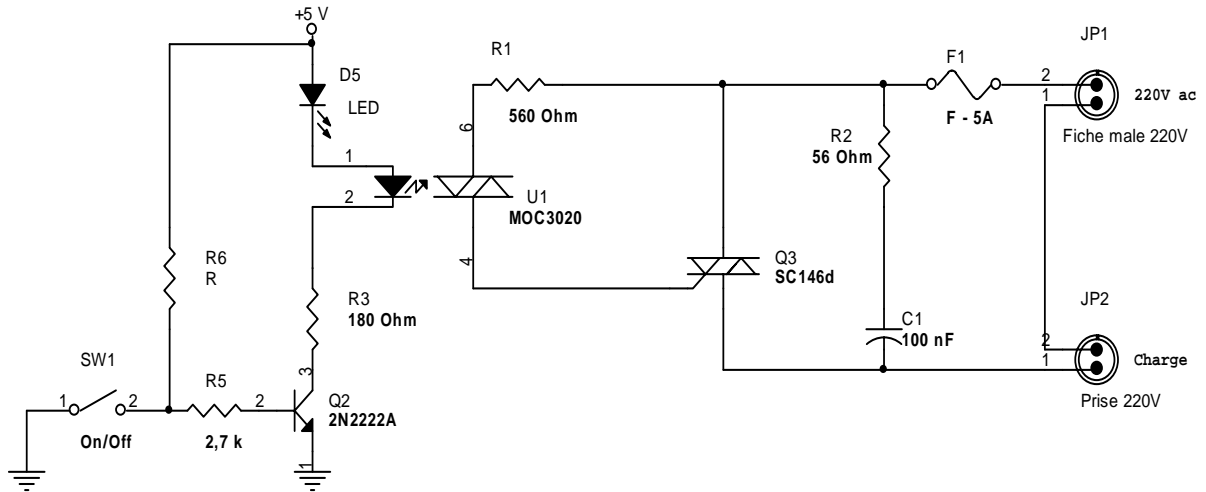 +5 V
D5
LED
1
2
R6
R
R3
180 Ohm
SW1
1
2
On/Off
R5
2,7 k
2
3
Q2
2N2222A
1
R1
560 Ohm
6
U1
MOC3020
4
Q3
SC146d
R2
56 Ohm
C1
100 nF
F1
F - 5A
JP1
2
1
220V ac
Fiche male 220V
JP2
2
1
Charge
Prise 220V